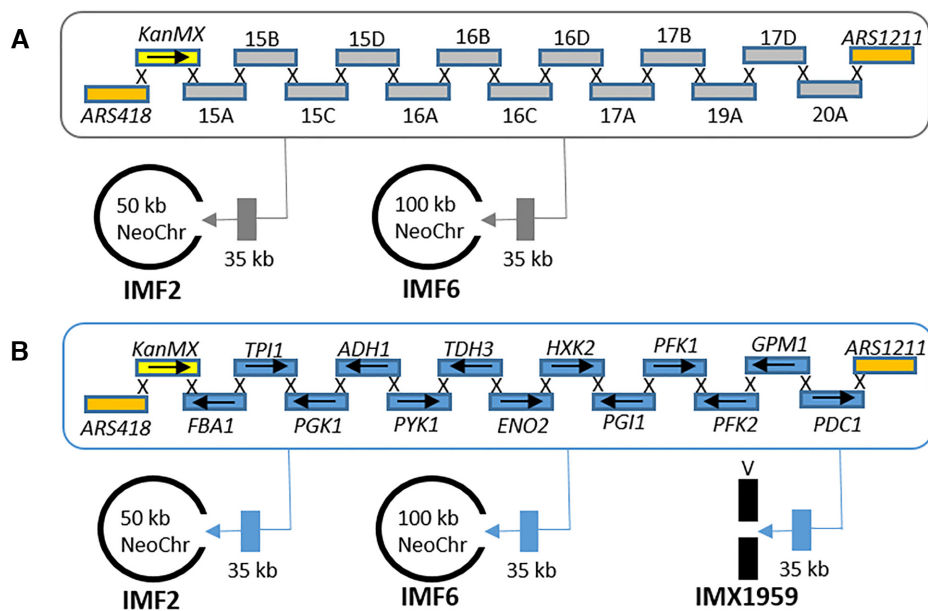 A
KanMX 15B 15D 16B 16D 17B 17D ARS1211
X X X X X X X X X X X X X X X
ARS418 15A 15C 16A 16C 17A 19A 20A
50 kb
NeoChr
35 kb
IMF2
100 kb
NeoChr
35 kb
IMF6
B
KanMX TPI1 ADH1 TDH3 HXK2 PFK1 GPM1 ARS1211
X X X X X X X X X X X X X X X
ARS418 FBA1 PGK1 PYK1 ENO2 PGI1 PFK2 PDC1
50 kb
NeoChr
35 kb
IMF2
100 kb
NeoChr
35 kb
IMF6
V
35 kb
IMX1959